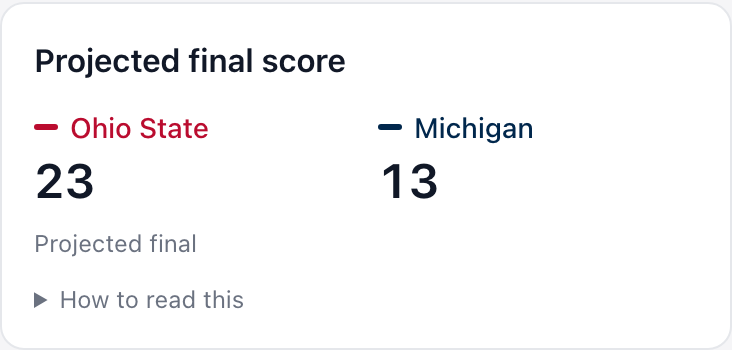 Projected final score
Ohio State Michigan
23 13
Projected final
How to read this